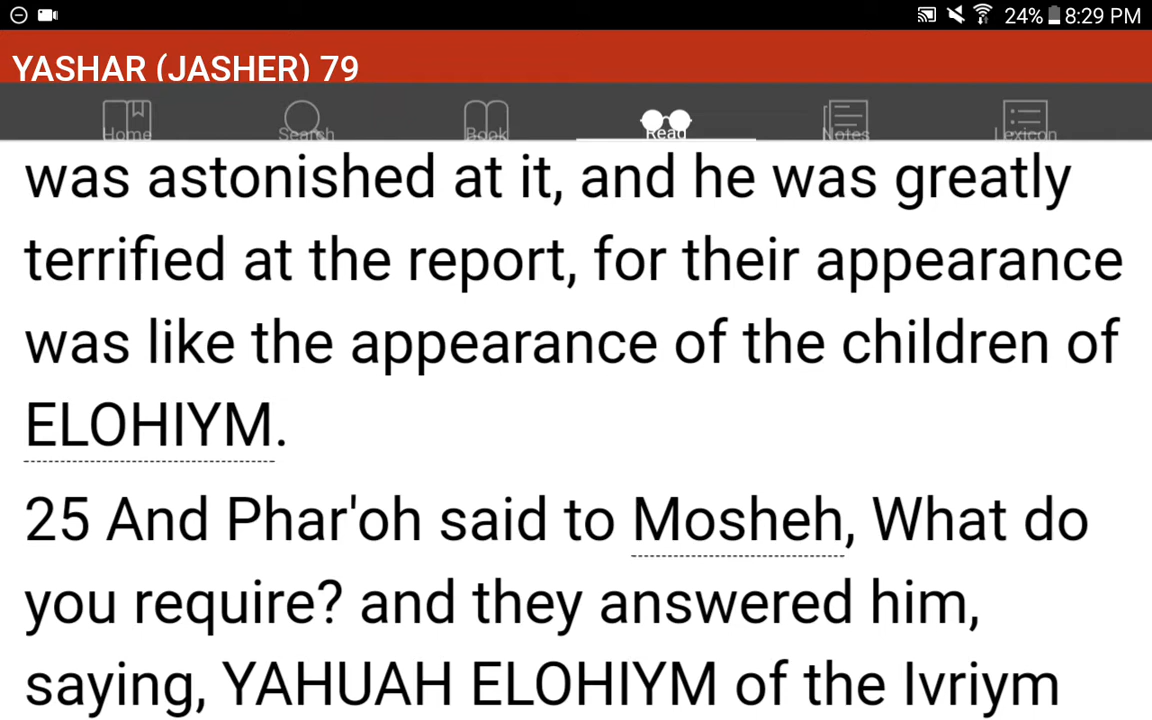 24% 8:29 PM
YASHAR (JASHER) 79
Home Search Book Read Notes Lexicon
was astonished at it, and he was greatly
terrified at the report, for their appearance
was like the appearance of the children of
ELOHIYM.
25 And Phar'oh said to Mosheh, What do
you require? and they answered him,
saying, YAHUAH ELOHIYM of the Ivriym